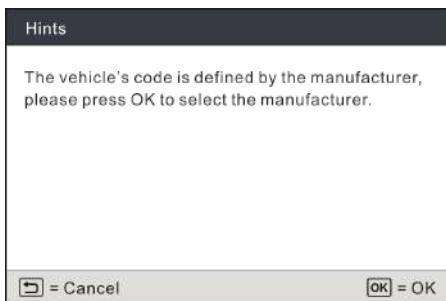 Hints
The vehicle's code is defined by the manufacturer,
please press OK to select the manufacturer.
= Cancel
OK = OK